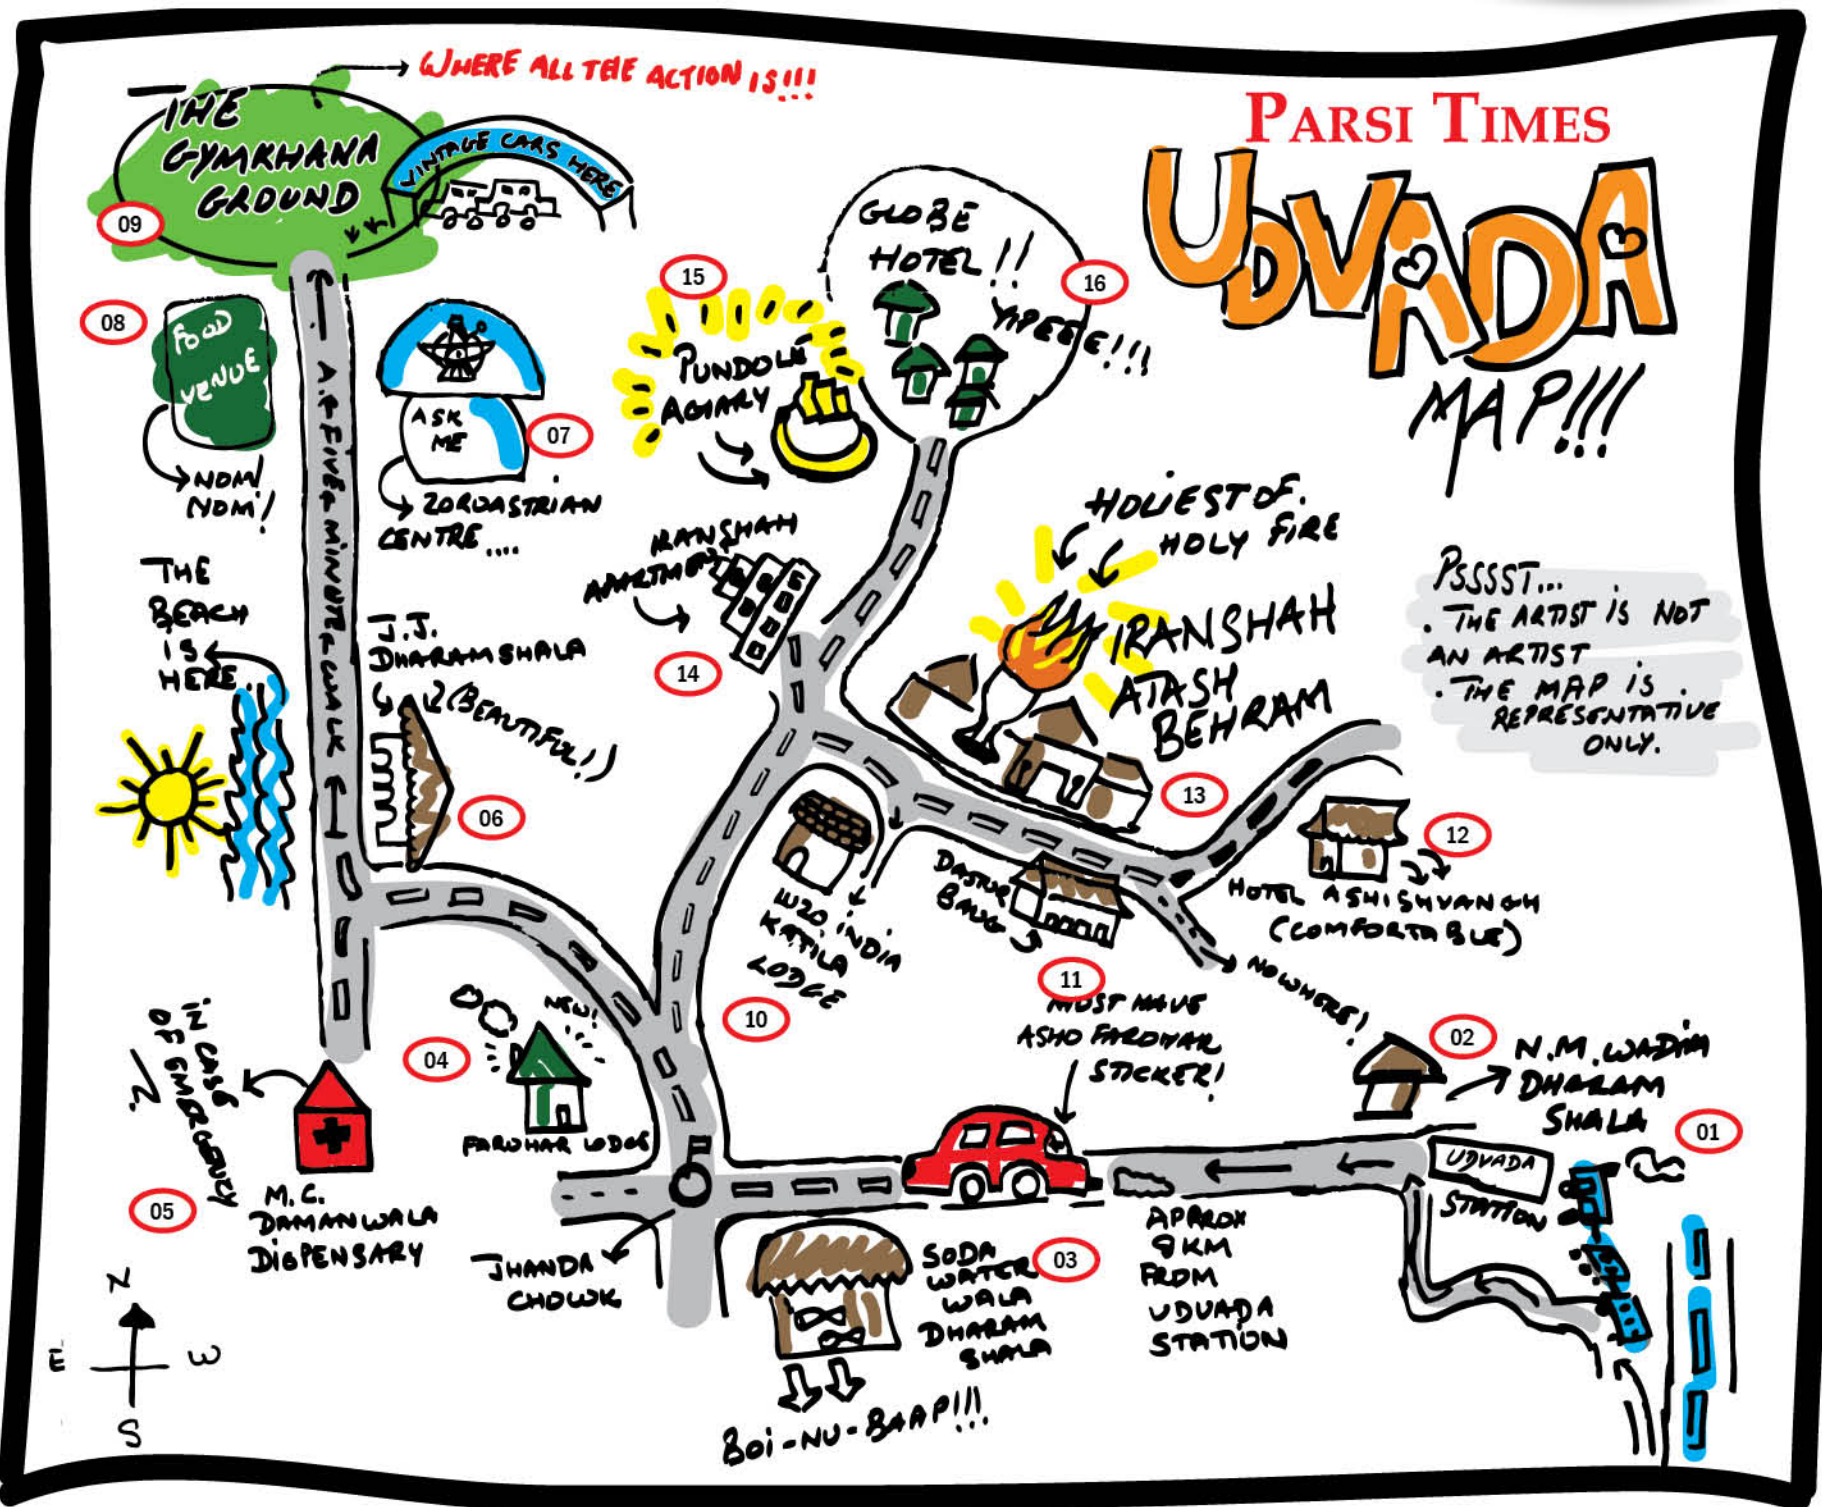 WHERE ALL THE ACTION IS!!!
THE
GYMKHANA
GROUND
VINTAGE CARS HERE
09
PARSI TIMES
UDVADA
MAP!!!
GLOBE
HOTEL!!
YIPEEE!!!
16
15
PUNDOLE
AGIARY
08
FOOD
VENUE
NOM
NOM!
A.P FIVE MINUTE WALK
ASK
ME
07
ZOROASTRIAN
CENTRE....
HOLIEST OF.
HOLY FIRE
IRANSHAH
ATASH
BEHRAM
13
IRANSHAH
APARTMENT
14
PSSSST...
. THE ARTIST IS NOT
AN ARTIST
. THE MAP IS.
REPRESENTATIVE
ONLY.
THE
BEACH
IS
HERE.
J.J.
DHARAMSHALA
(BEAUTIFUL!)
06
12
HOTEL ASHISHVANGH
(COMFORTABLE)
DASTUR
BAUG
11
WZO. INDIA
KATILA
LODGE
10
NOWHERE!
MUST HAVE
ASHO FAROHAR
STICKER!
02
N.M. WADIA
DHARAM
SHALA
01
UDVADA
STATION
IN CASE
OF EMERGENCY
04
NEW!
FAROHAR LODGE
05
M.C.
DAMANWALA
DISPENSARY
JHANDA
CHOWK
SODA
WATER
WALA
DHARAM
SHALA
03
APROX
8KM
FROM
UDVADA
STATION
BOI-NU-BAAP!!!
N
E
W
S